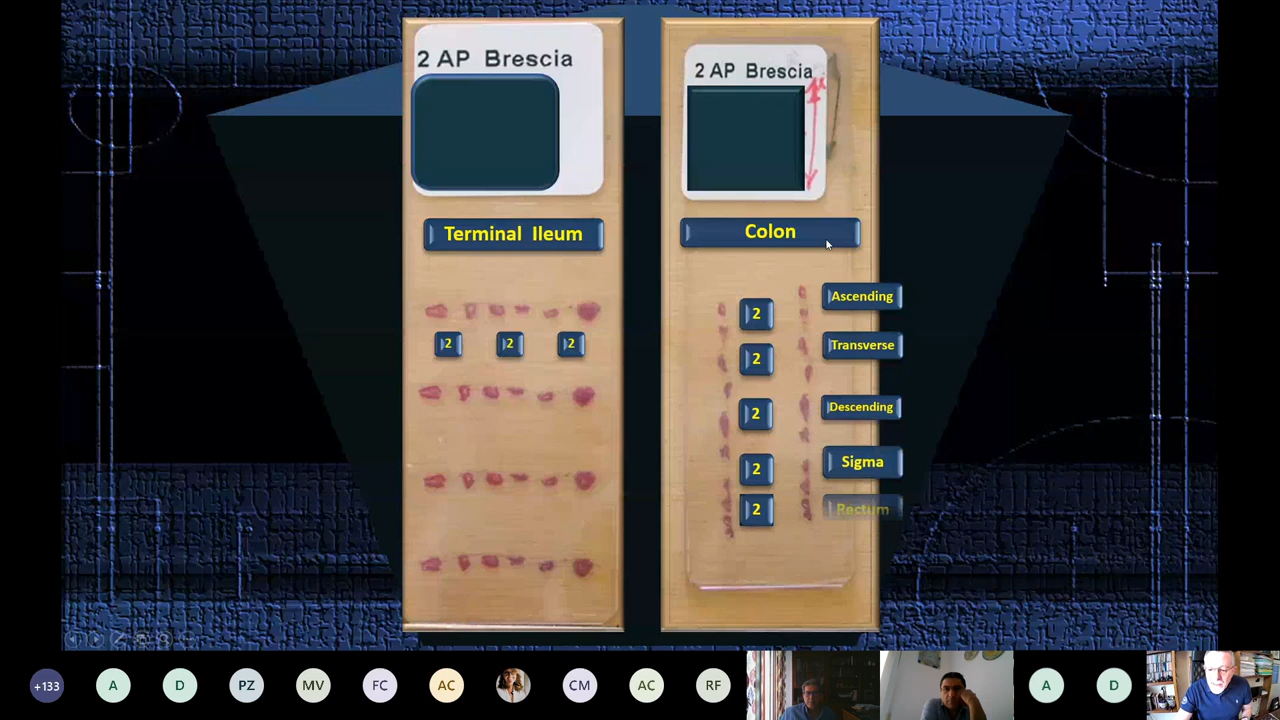 2 AP Brescia
Terminal Ileum
2 2 2
2 AP Brescia
Colon
2 Ascending
2 Transverse
2 Descending
2 Sigma
2 Rectum
+133 A D PZ MV FC AC CM AC RF A D